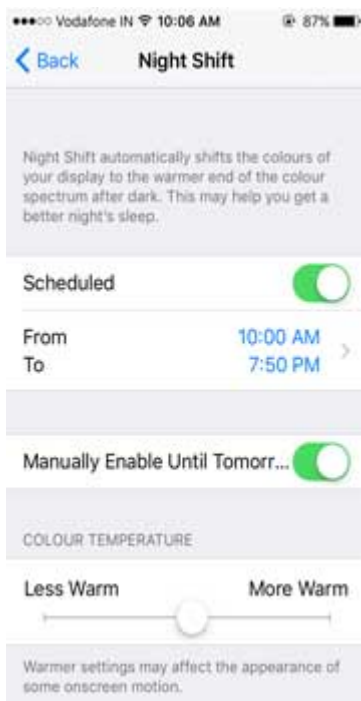 Vodafone IN 10:06 AM 87%
Back Night Shift
Night Shift automatically shifts the colours of
your display to the warmer end of the colour
spectrum after dark. This may help you get a
better night's sleep.
Scheduled
From 10:00 AM
To 7:50 PM
Manually Enable Until Tomorr...
COLOUR TEMPERATURE
Less Warm More Warm
Warmer settings may affect the appearance of
some onscreen motion.